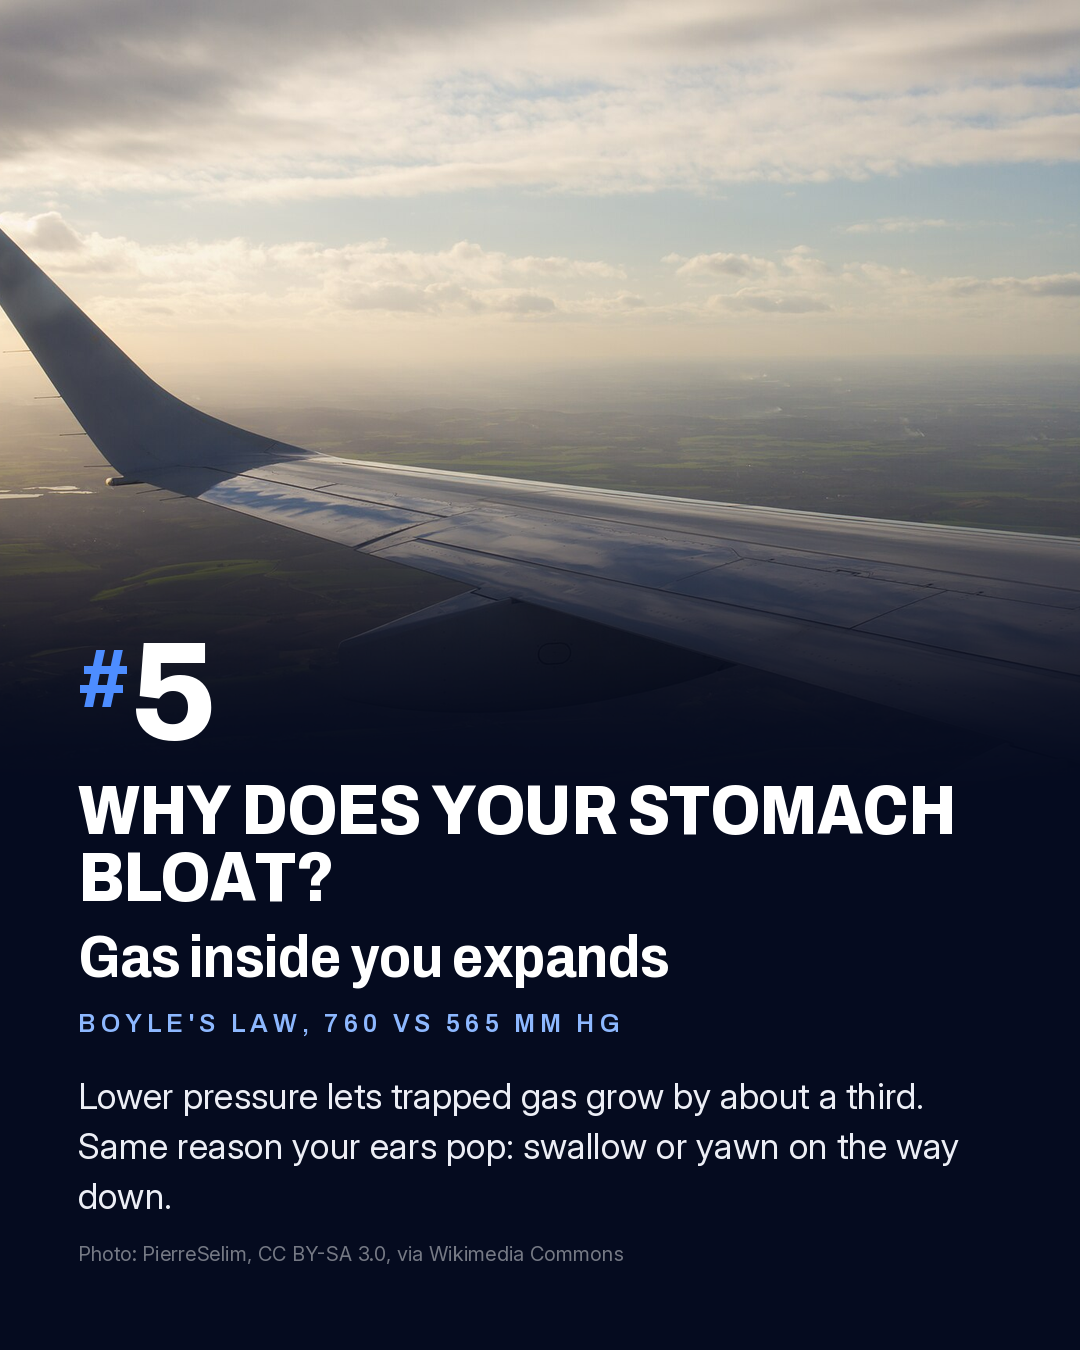 #5
WHY DOES YOUR STOMACH
BLOAT?
Gas inside you expands
BOYLE'S LAW, 760 VS 565 MM HG
Lower pressure lets trapped gas grow by about a third.
Same reason your ears pop: swallow or yawn on the way
down.
Photo: PierreSelim, CC BY-SA 3.0, via Wikimedia Commons